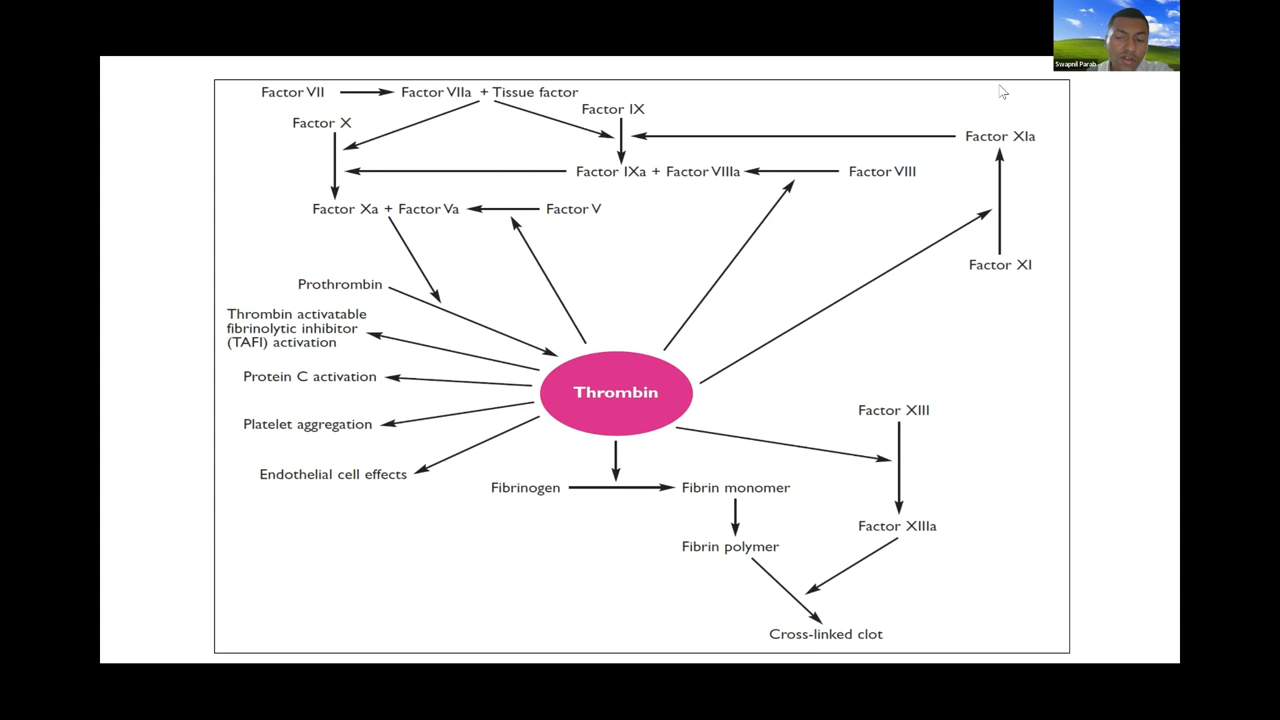 Swapnil Parab
Factor VII
Factor VIIa + Tissue factor
Factor IX
Factor X
Factor XIa
Factor IXa + Factor VIIIa
Factor VIII
Factor Xa + Factor Va
Factor V
Factor XI
Prothrombin
Thrombin activatable
fibrinolytic inhibitor
(TAFI) activation
Protein C activation
Thrombin
Platelet aggregation
Factor XIII
Endothelial cell effects
Fibrinogen
Fibrin monomer
Factor XIIIa
Fibrin polymer
Cross-linked clot